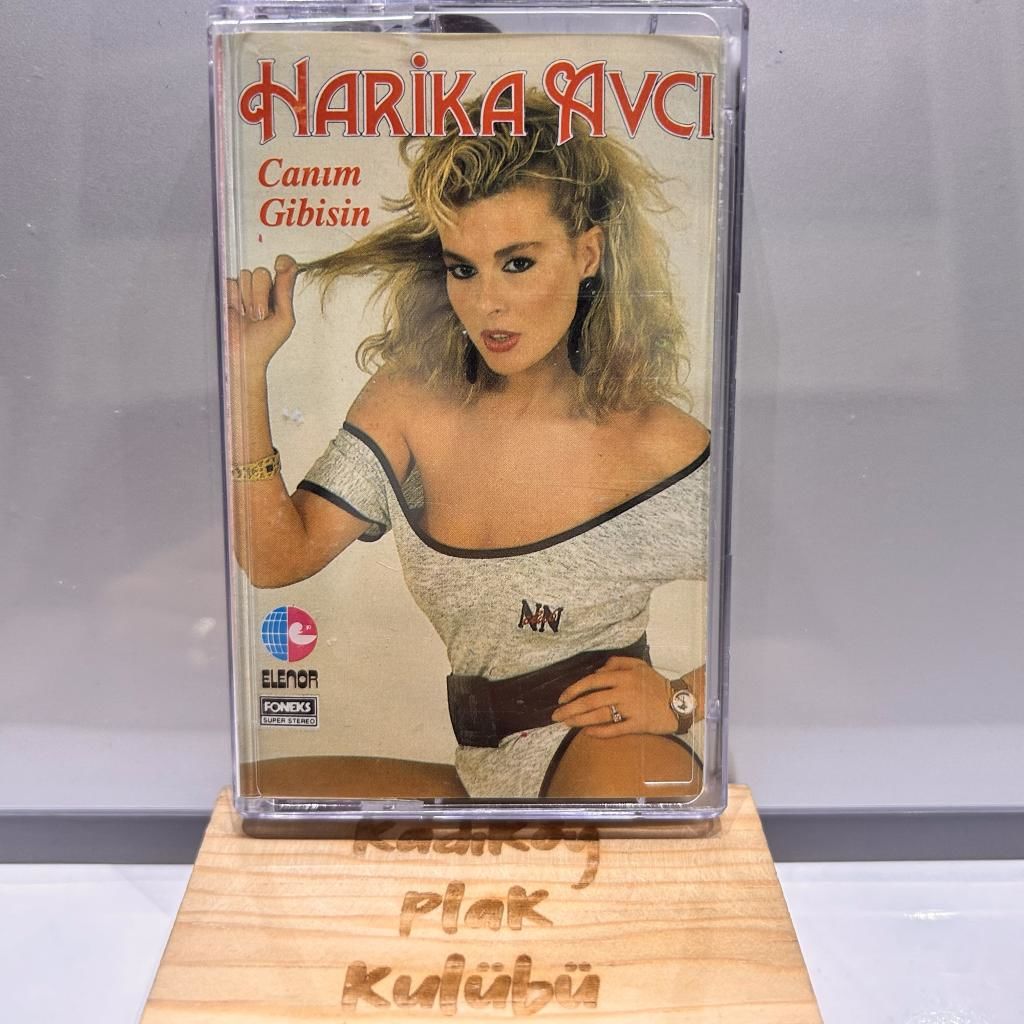 HARİKA AVCI
Canım
Gibisin
NN
ELENOR
FONEKS
SUPER STEREO
Kadıköy
Plak
Kulübü